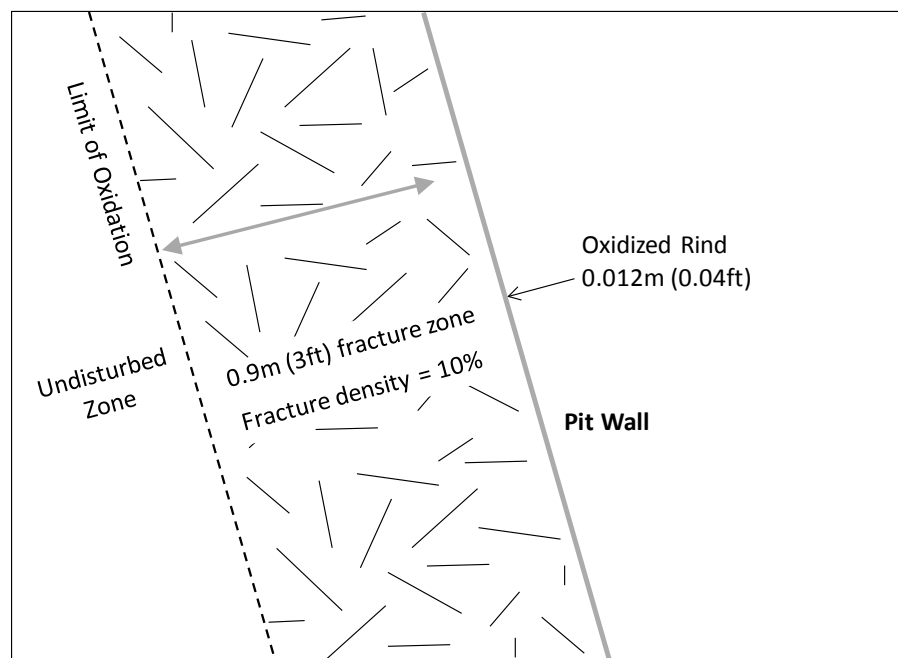 Limit of Oxidation
Oxidized Rind
0.012m (0.04ft)
0.9m (3ft) fracture zone
Fracture density = 10%
Undisturbed
Zone
Pit Wall